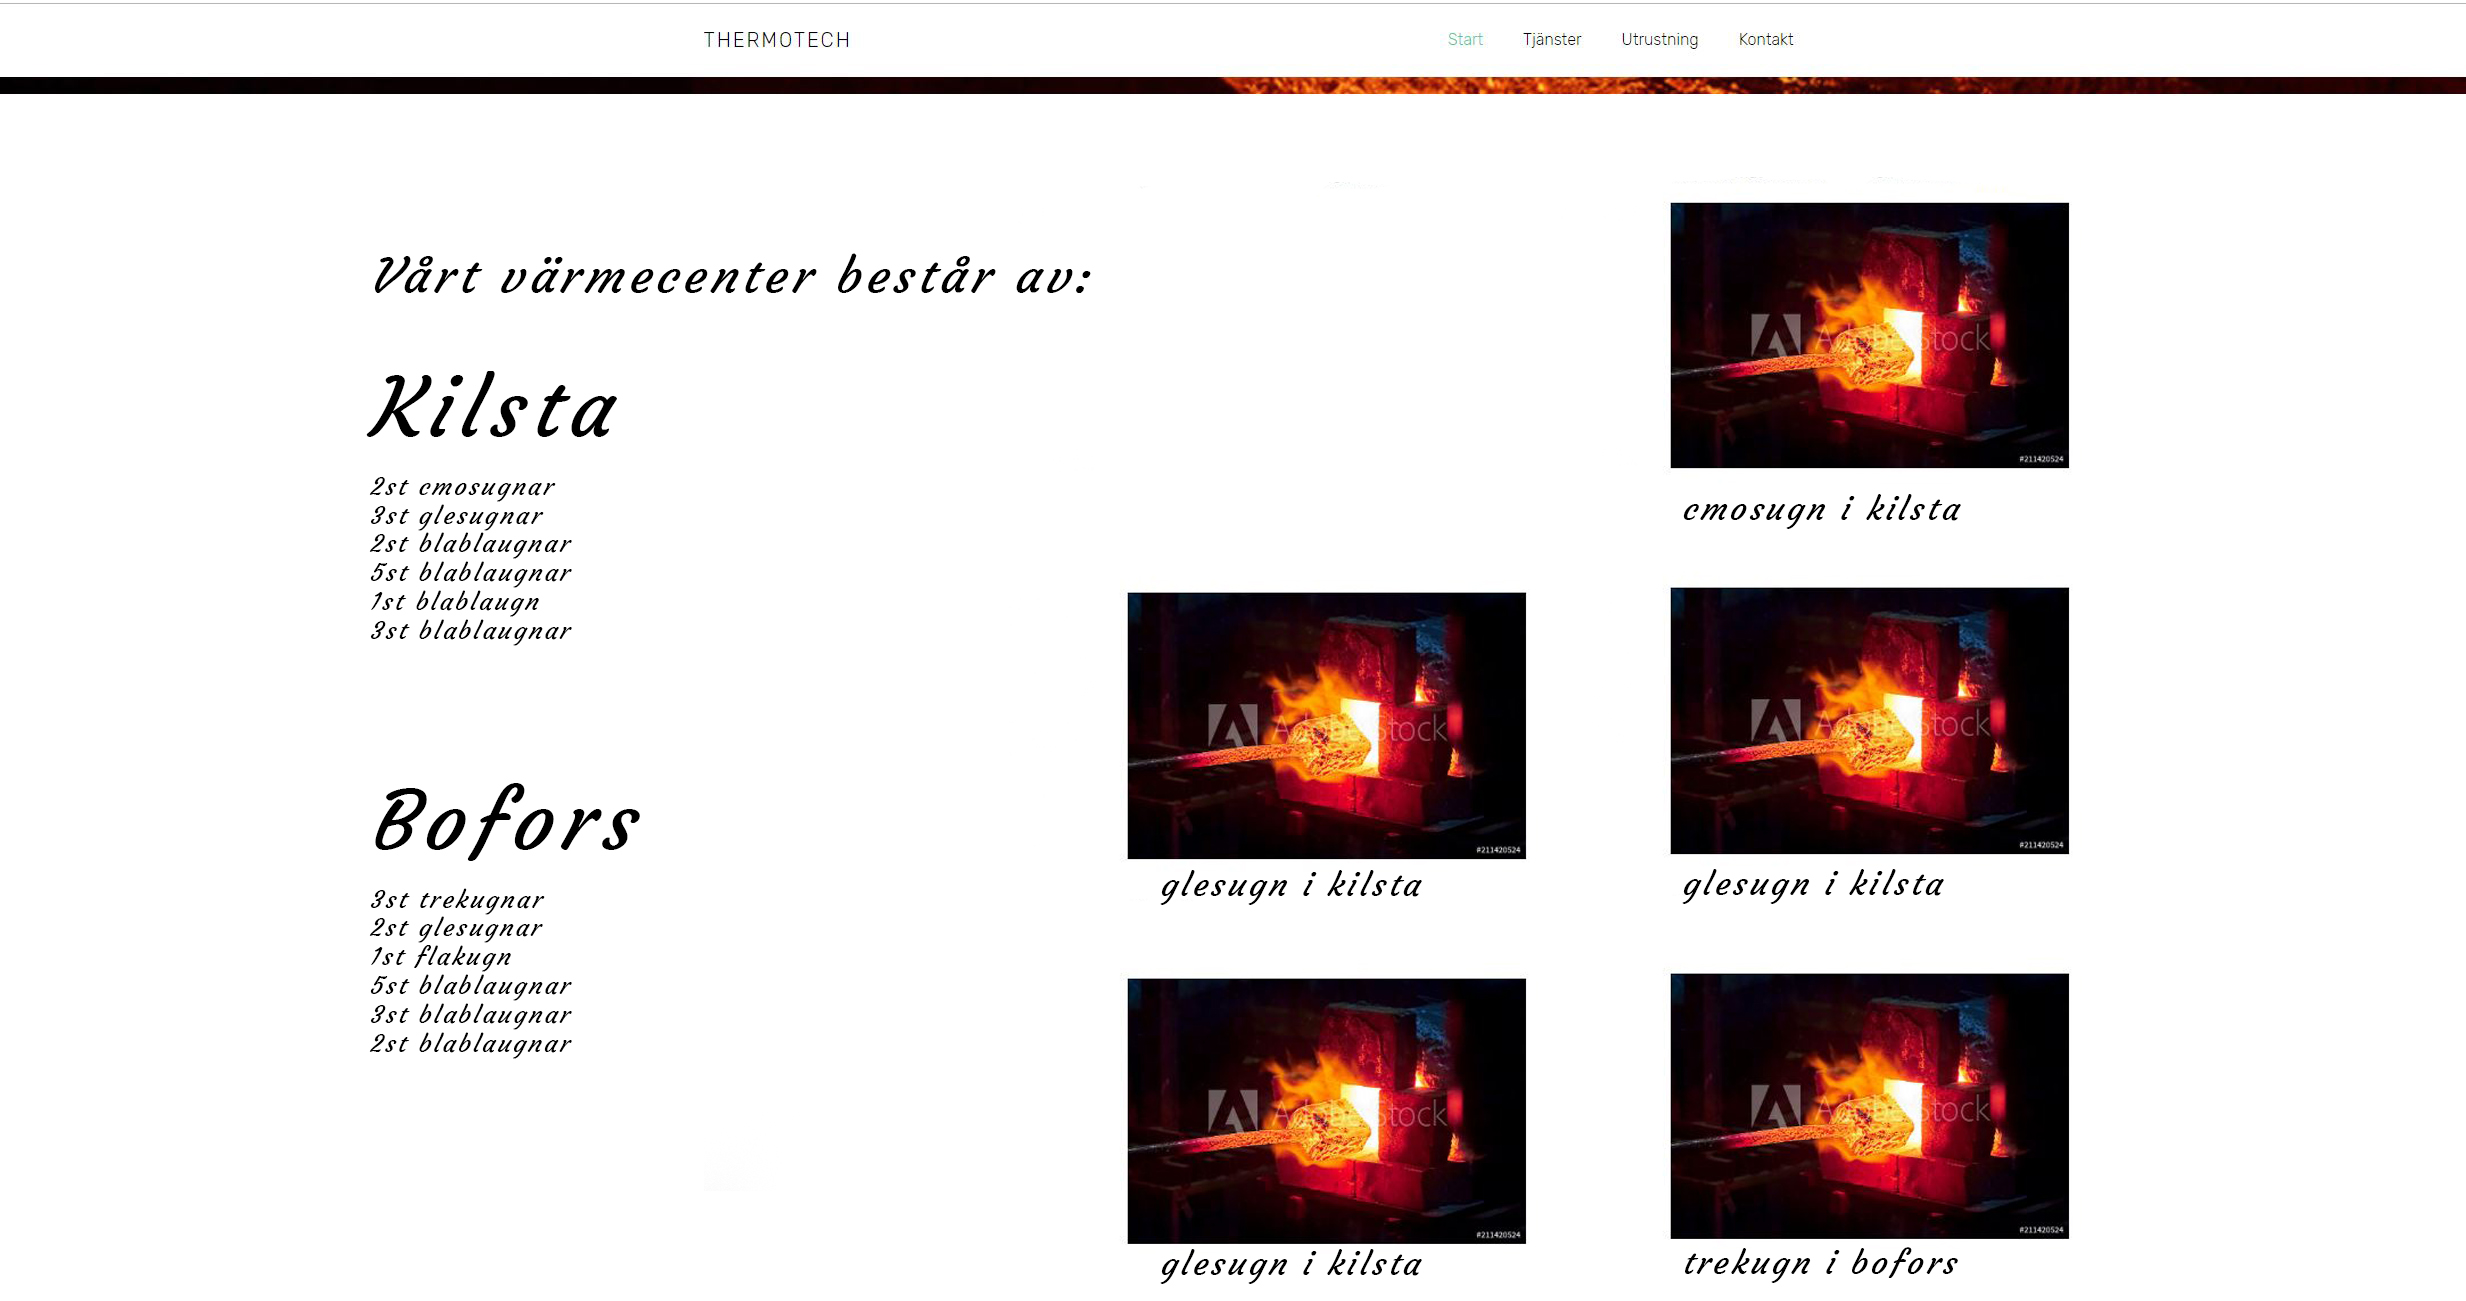 THERMOTECH
Start Tjänster Utrustning Kontakt
Vårt värmecenter består av:
Kilsta
2st cmosugnar
3st glesugnar
2st blablaugnar
5st blablaugnar
1st blablaugn
3st blablaugnar
Bofors
3st trekugnar
2st glesugnar
1st flakugn
5st blablaugnar
3st blablaugnar
2st blablaugnar
Adobe Stock
#211420524
cmosugn i kilsta
Adobe Stock
#211420524
glesugn i kilsta
Adobe Stock
#211420524
glesugn i kilsta
Adobe Stock
#211420524
glesugn i kilsta
Adobe Stock
#211420524
trekugn i bofors